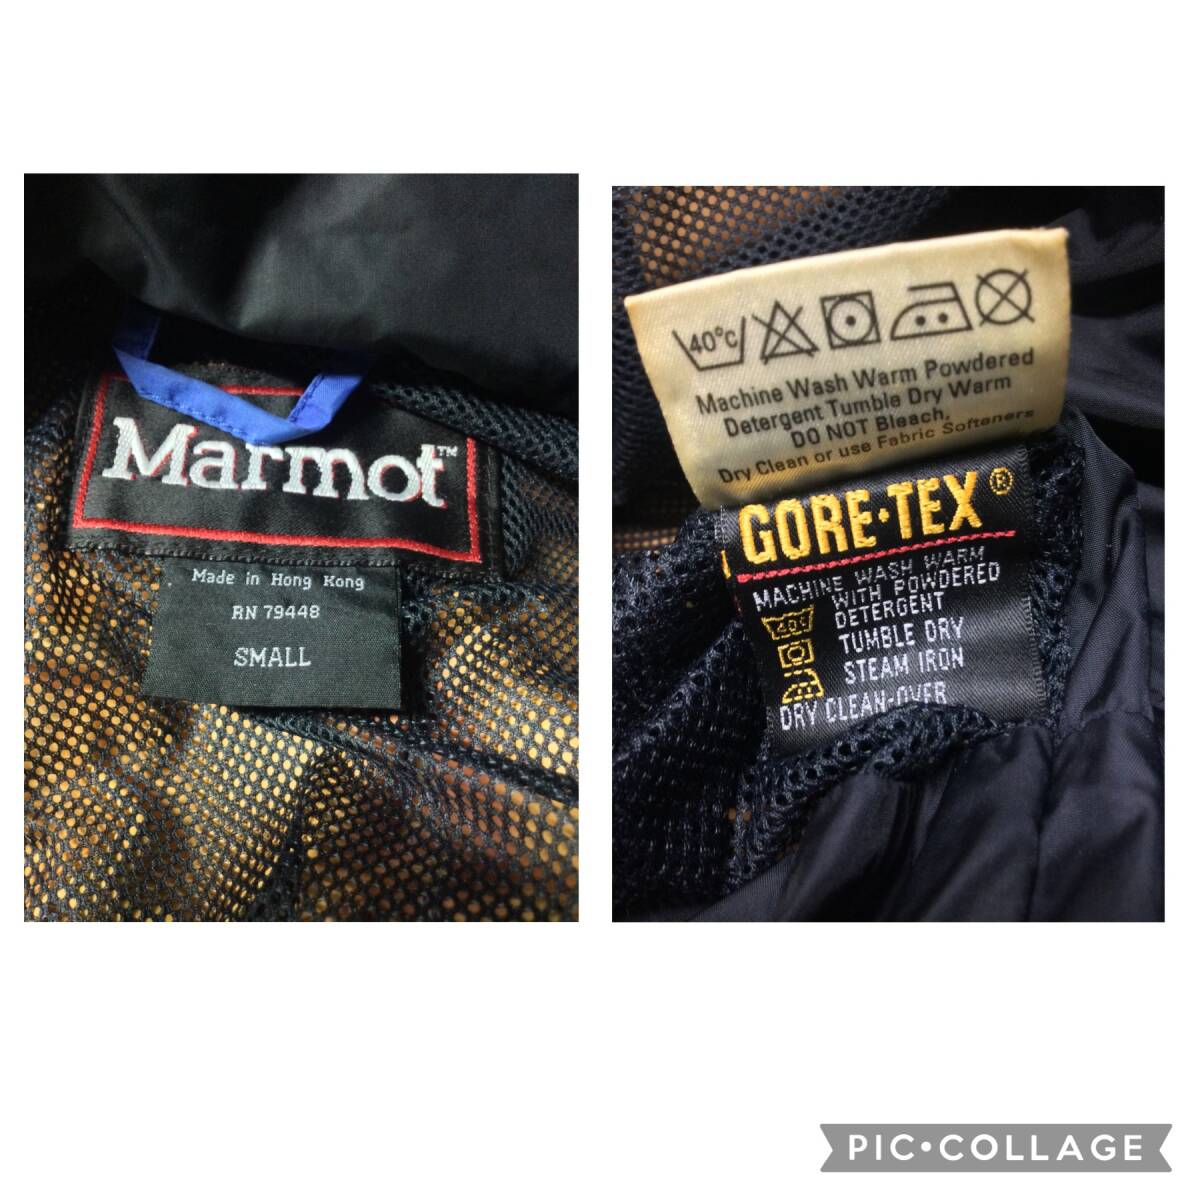 Marmot™
Made in Hong Kong
RN 79448
SMALL
40°C
Machine Wash Warm Powdered
Detergent Tumble Dry Warm
DO NOT Bleach.
Dry Clean or use Fabric Softeners
GORE·TEX®
MACHINE WASH WARM
WITH POWDERED
DETERGENT
40c
TUMBLE DRY
STEAM IRON
DRY CLEAN-OVER
PIC•COLLAGE